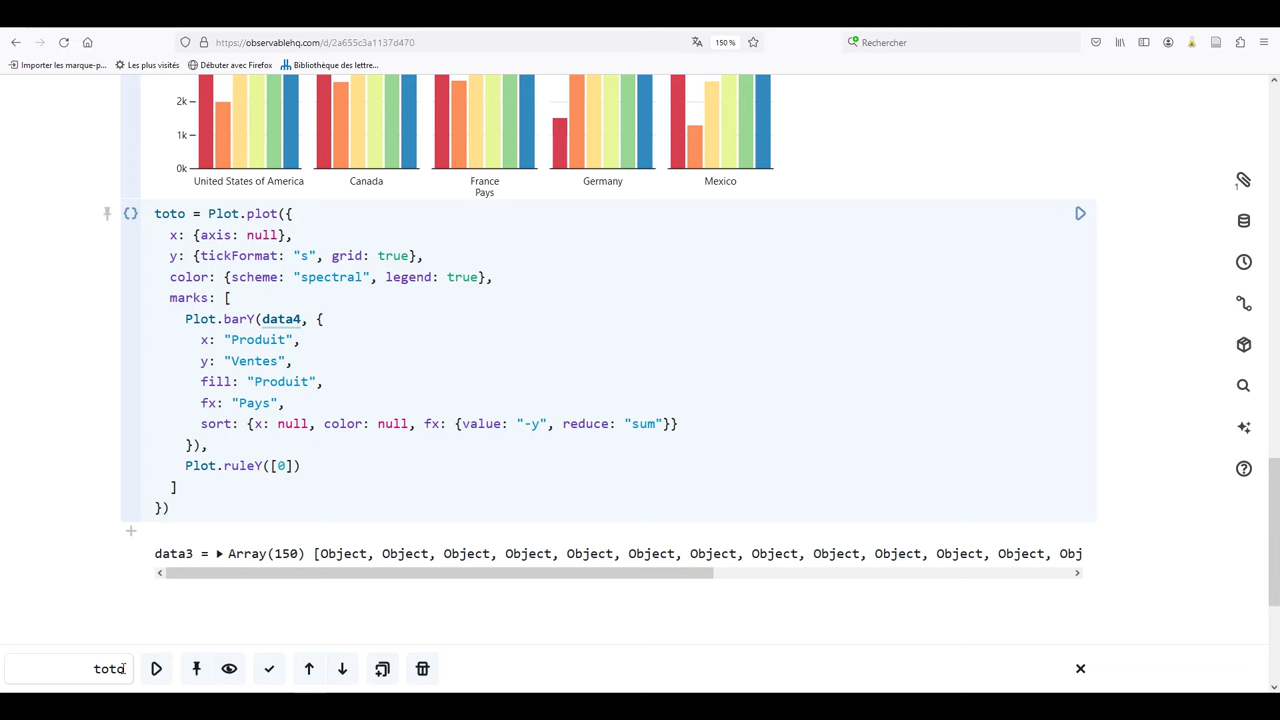 https://observablehq.com/d/2a655c3a1137d470
150 %
Rechercher
Importer les marque-p...
Les plus visités
Débuter avec Firefox
Bibliothèque des lettre...
2k
1k
0k
United States of America
Canada
France
Germany
Mexico
Pays
1
toto = Plot.plot({
x: {axis: null},
y: {tickFormat: "s", grid: true},
color: {scheme: "spectral", legend: true},
marks: [
Plot.barY(data4, {
x: "Produit",
y: "Ventes",
fill: "Produit",
fx: "Pays",
sort: {x: null, color: null, fx: {value: "-y", reduce: "sum"}}
}),
Plot.ruleY([0])
]
})
data3 = Array(150) [Object, Object, Object, Object, Object, Object, Object, Object, Object, Object, Object, Object, Obj
toto